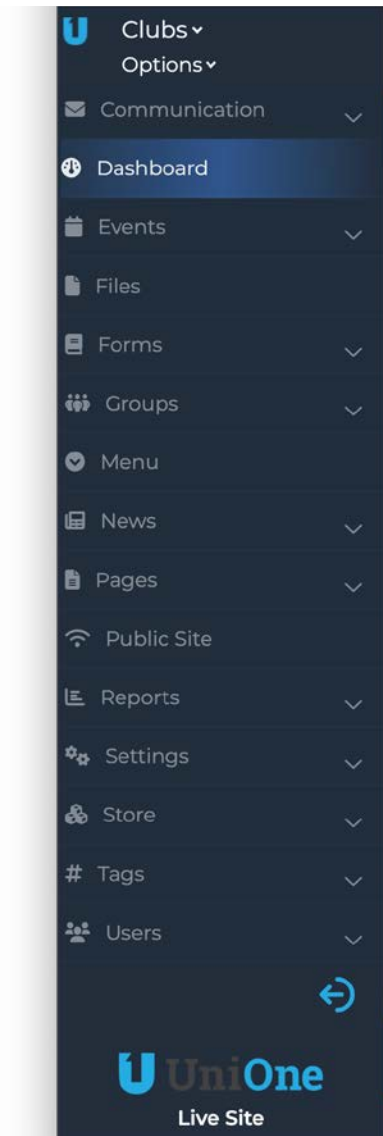 Clubs
Options
Communication
Dashboard
Events
Files
Forms
Groups
Menu
News
Pages
Public Site
Reports
Settings
Store
# Tags
Users
UniOne
Live Site